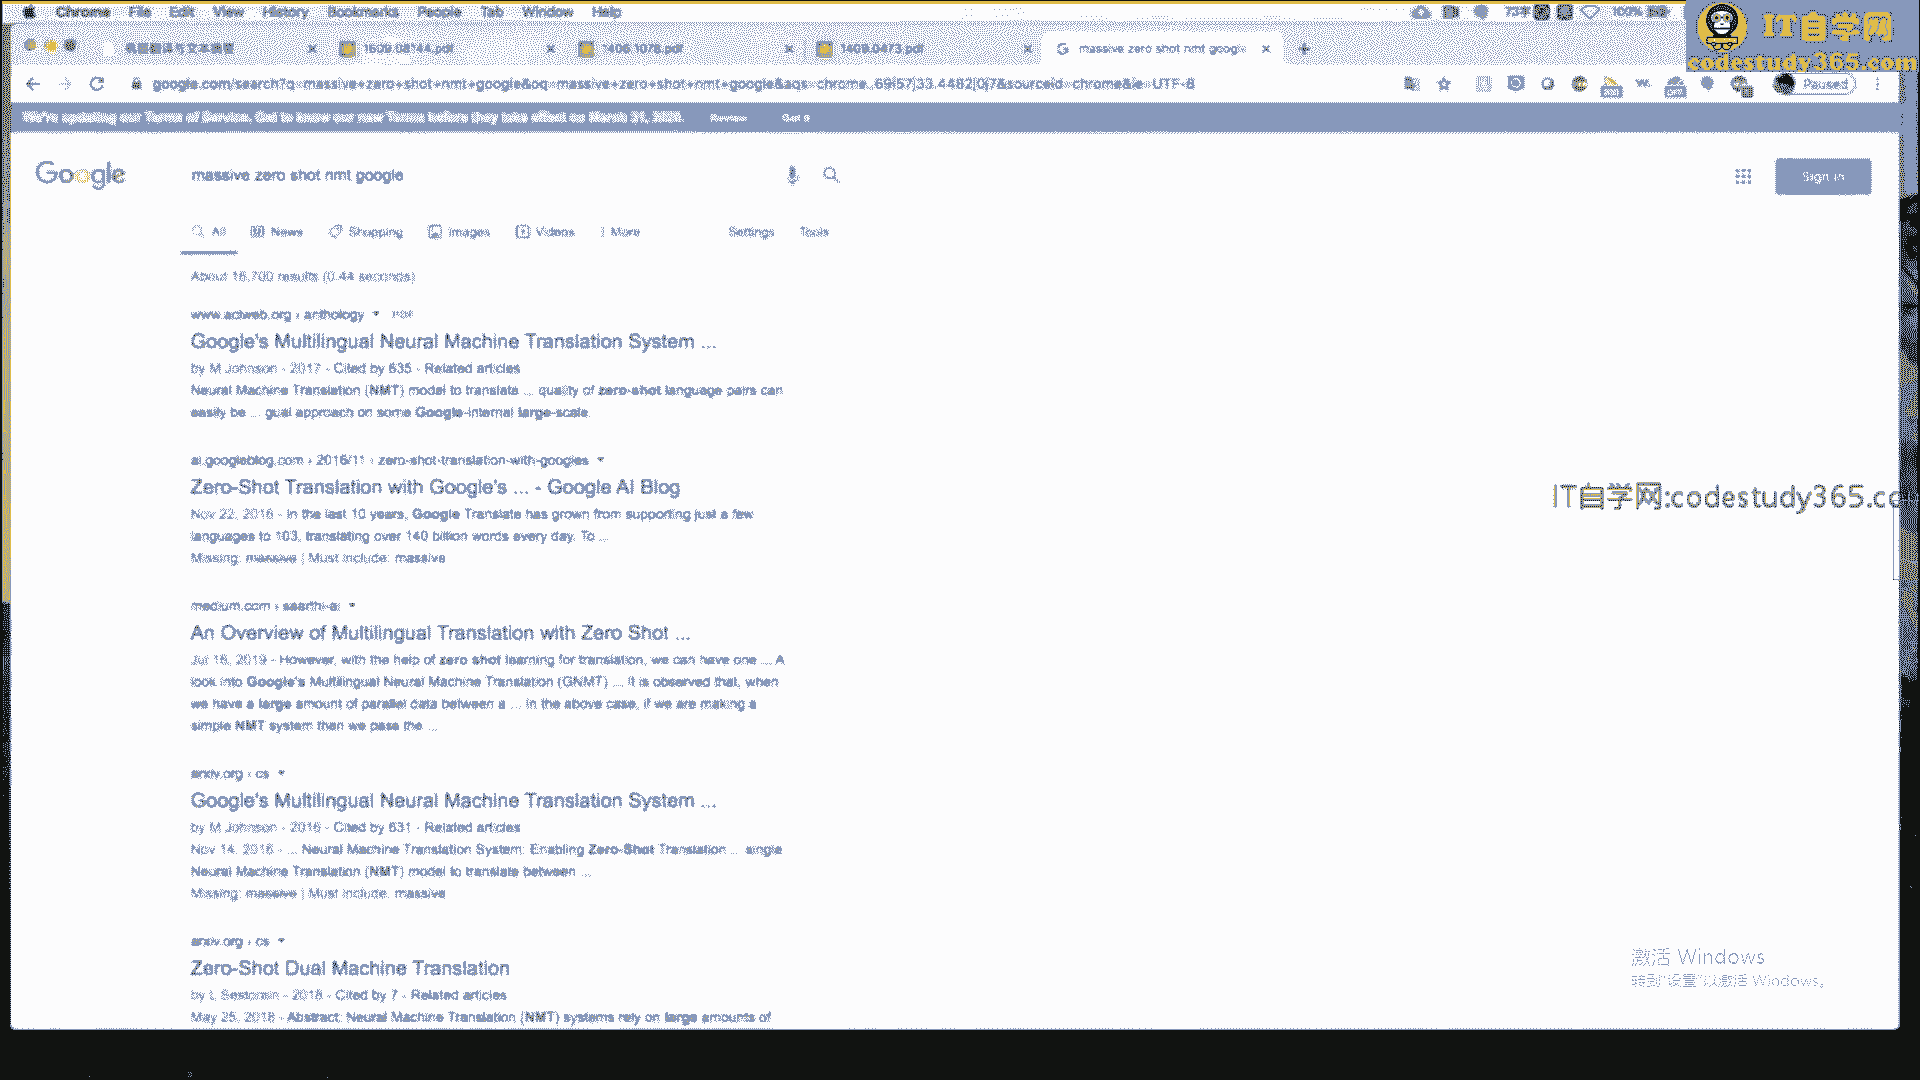 Chrome File Edit View History Bookmarks People Tab Window Help
100%
IT自学网
codestudy365.com
机器翻译与文本摘要 1609.08144.pdf 1406.1078.pdf 1409.0473.pdf massive zero shot nmt google
google.com/search?q=massive+zero+shot+nmt+google&oq=massive+zero+shot+nmt+google&aqs=chrome..69i57j33.4482j0j7&sourceid=chrome&ie=UTF-8
Paused
We're updating our Terms of Service. Get to know our new Terms before they take effect on March 31, 2020. Review Got it
Google massive zero shot nmt google Sign in
All News Shopping Images Videos More Settings Tools
About 16,700 results (0.44 seconds)
www.aclweb.org › anthology PDF
Google's Multilingual Neural Machine Translation System ...
by M Johnson - 2017 - Cited by 635 - Related articles
Neural Machine Translation (NMT) model to translate ... quality of zero-shot language pairs can
easily be ... gual approach on some Google-internal large-scale.
ai.googleblog.com › 2016/11 › zero-shot-translation-with-googles
Zero-Shot Translation with Google's ... - Google AI Blog
Nov 22, 2016 - In the last 10 years, Google Translate has grown from supporting just a few
languages to 103, translating over 140 billion words every day. To ...
Missing: massive | Must include: massive
IT自学网:codestudy365.co
medium.com › saarthi-ai
An Overview of Multilingual Translation with Zero Shot ...
Jul 16, 2019 - However, with the help of zero shot learning for translation, we can have one ... A
look into Google's Multilingual Neural Machine Translation (GNMT) ... It is observed that, when
we have a large amount of parallel data between a ... In the above case, if we are making a
simple NMT system then we pass the ...
arxiv.org › cs
Google's Multilingual Neural Machine Translation System ...
by M Johnson - 2016 - Cited by 631 - Related articles
Nov 14, 2016 - ... Neural Machine Translation System: Enabling Zero-Shot Translation ... single
Neural Machine Translation (NMT) model to translate between ...
Missing: massive | Must include: massive
arxiv.org › cs
Zero-Shot Dual Machine Translation
by L Sestorain - 2018 - Cited by 7 - Related articles
May 25, 2018 - Abstract: Neural Machine Translation (NMT) systems rely on large amounts of
激活 Windows
转到"设置"以激活 Windows。